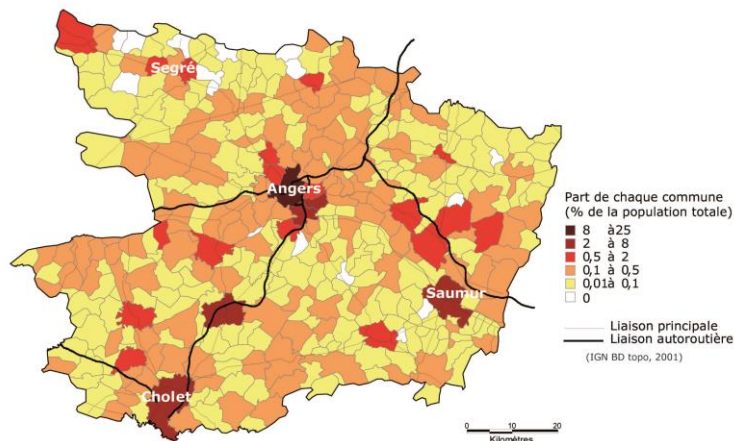 Segré
Angers
Saumur
Cholet
Part de chaque commune
(% de la population totale)
8 à25
2 à 8
0,5 à 2
0,1 à 0,5
0,01à 0,1
0
Liaison principale
Liaison autoroutière
(IGN BD topo, 2001)
0 10 20
Kilomètres